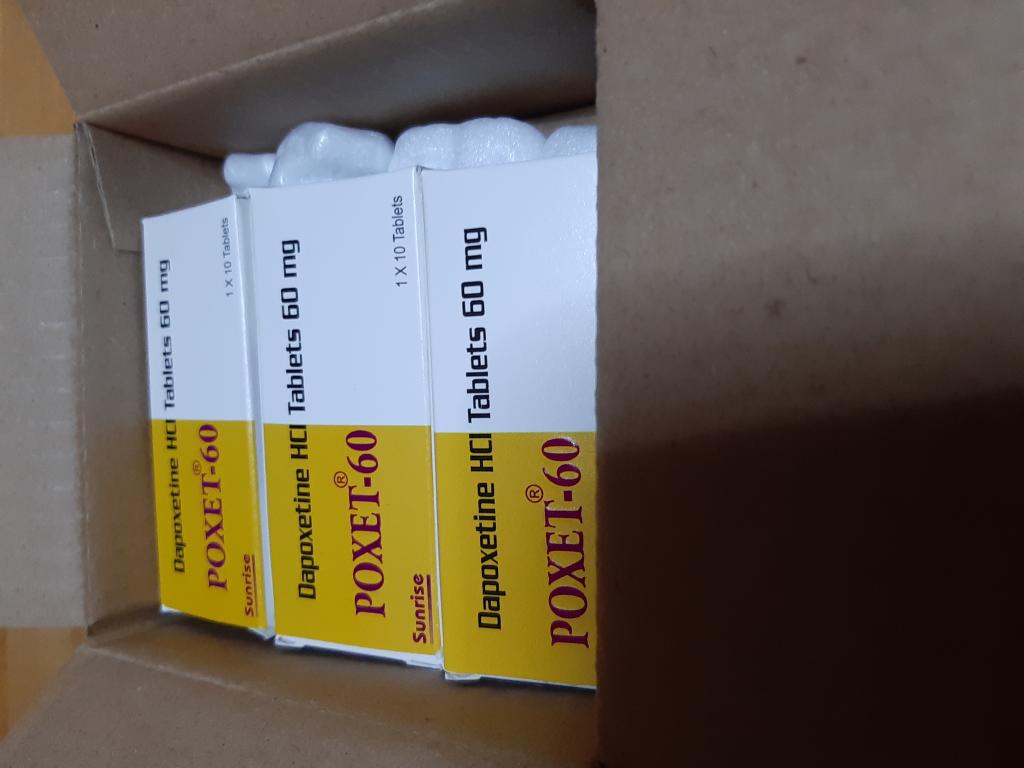 Dapoxetine HCl Tablets 60 mg
POXET®-60
1 X 10 Tablets
Sunrise
Dapoxetine HCl Tablets 60 mg
POXET®-60
1 X 10 Tablets
Sunrise
Dapoxetine HCl Tablets 60 mg
POXET®-60